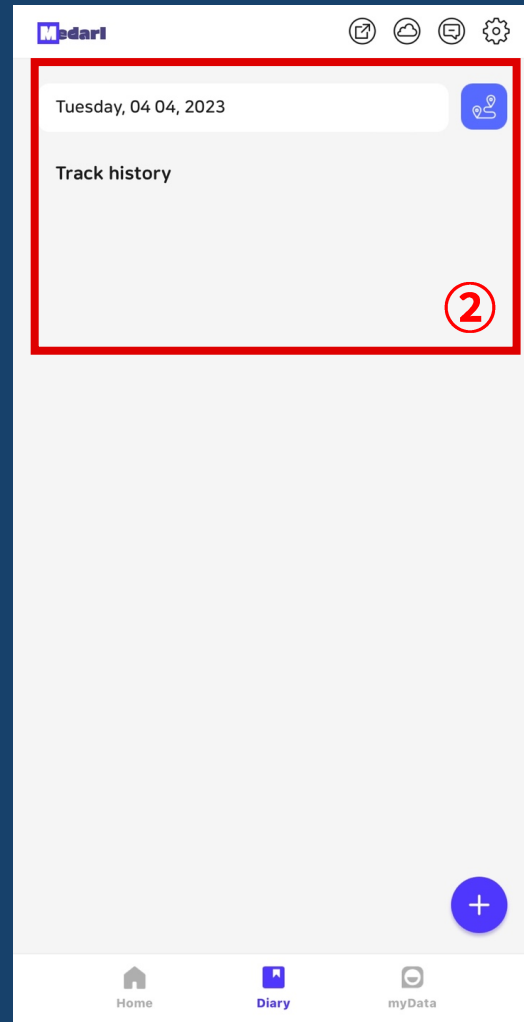 Medari
Tuesday, 04 04, 2023
Track history
②
Home Diary myData